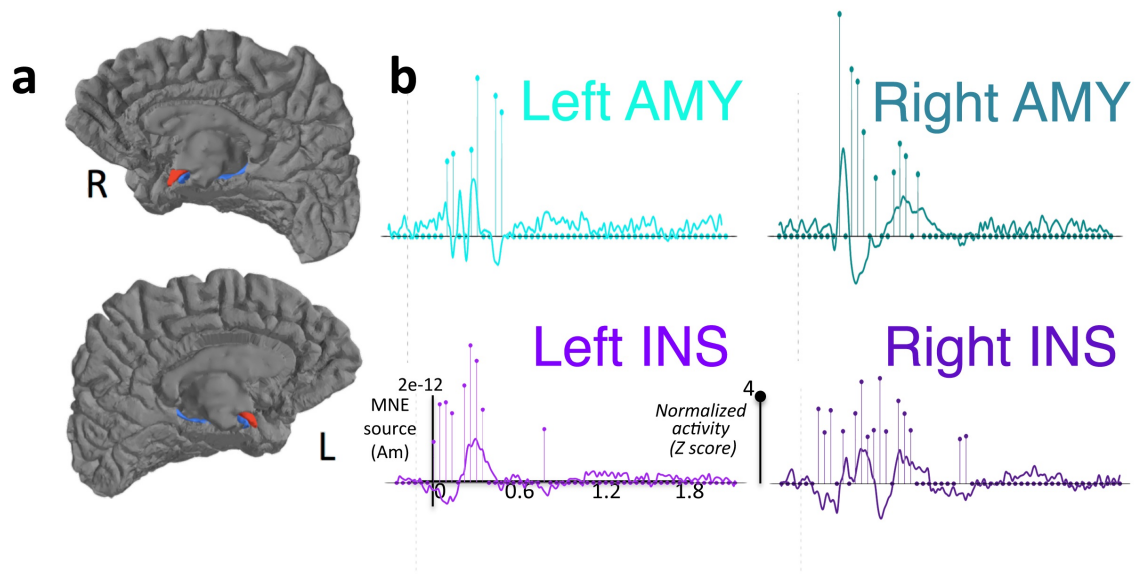 a
b
R
L
Left AMY
Right AMY
Left INS
Right INS
2e-12
MNE
source
(Am)
0
0.6
1.2
1.8
4
Normalized
activity
(Z score)